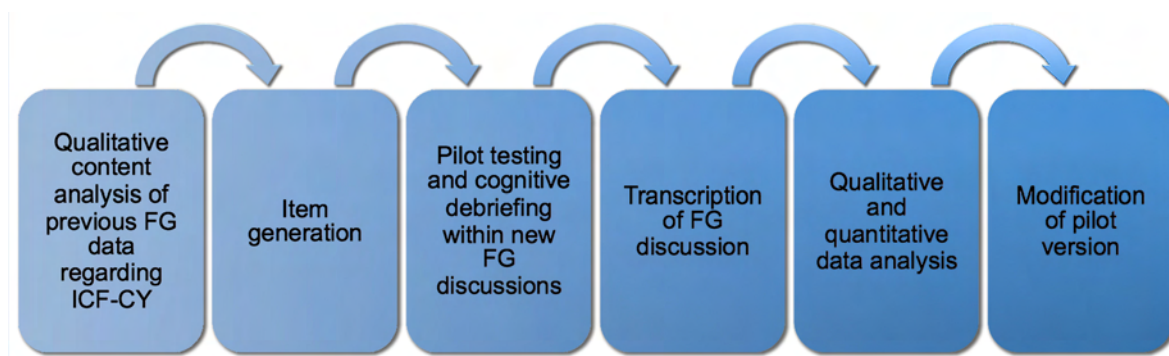 Qualitative
content
analysis of
previous FG
data
regarding
ICF-CY
Item
generation
Pilot testing
and cognitive
debriefing
within new
FG
discussions
Transcription
of FG
discussion
Qualitative
and
quantitative
data analysis
Modification
of pilot
version